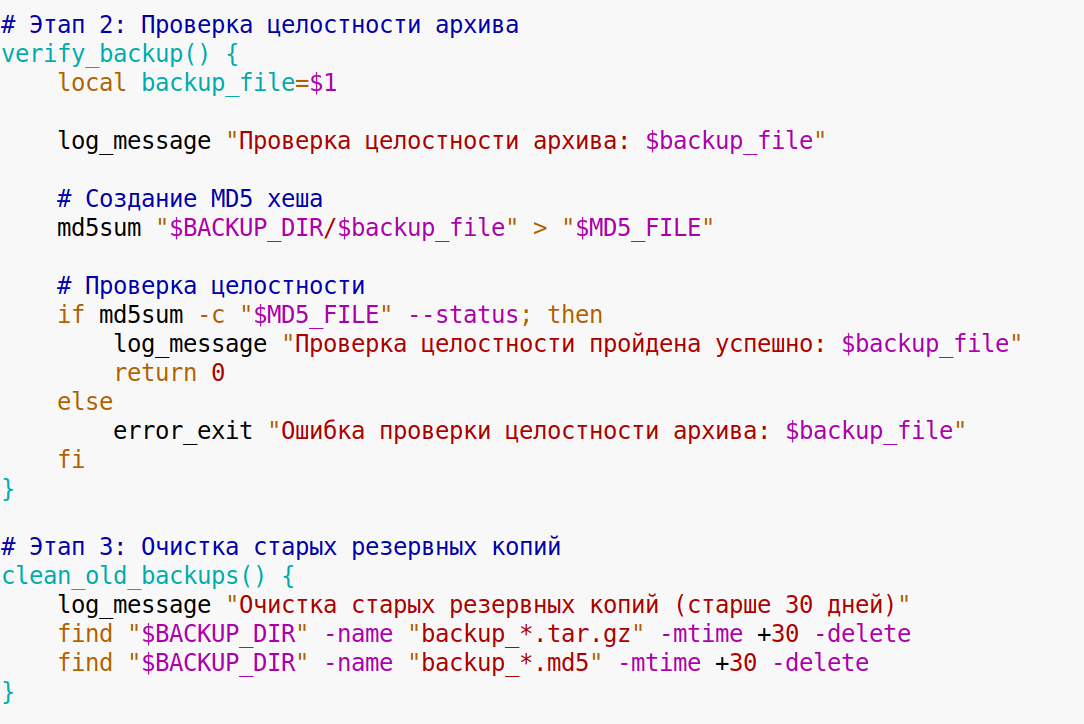 # Этап 2: Проверка целостности архива
verify_backup() {
    local backup_file=$1
    log_message "Проверка целостности архива: $backup_file"
    # Создание MD5 хеша
    md5sum "$BACKUP_DIR/$backup_file" > "$MD5_FILE"
    # Проверка целостности
    if md5sum -c "$MD5_FILE" --status; then
        log_message "Проверка целостности пройдена успешно: $backup_file"
        return 0
    else
        error_exit "Ошибка проверки целостности архива: $backup_file"
    fi
}
# Этап 3: Очистка старых резервных копий
clean_old_backups() {
    log_message "Очистка старых резервных копий (старше 30 дней)"
    find "$BACKUP_DIR" -name "backup_*.tar.gz" -mtime +30 -delete
    find "$BACKUP_DIR" -name "backup_*.md5" -mtime +30 -delete
}